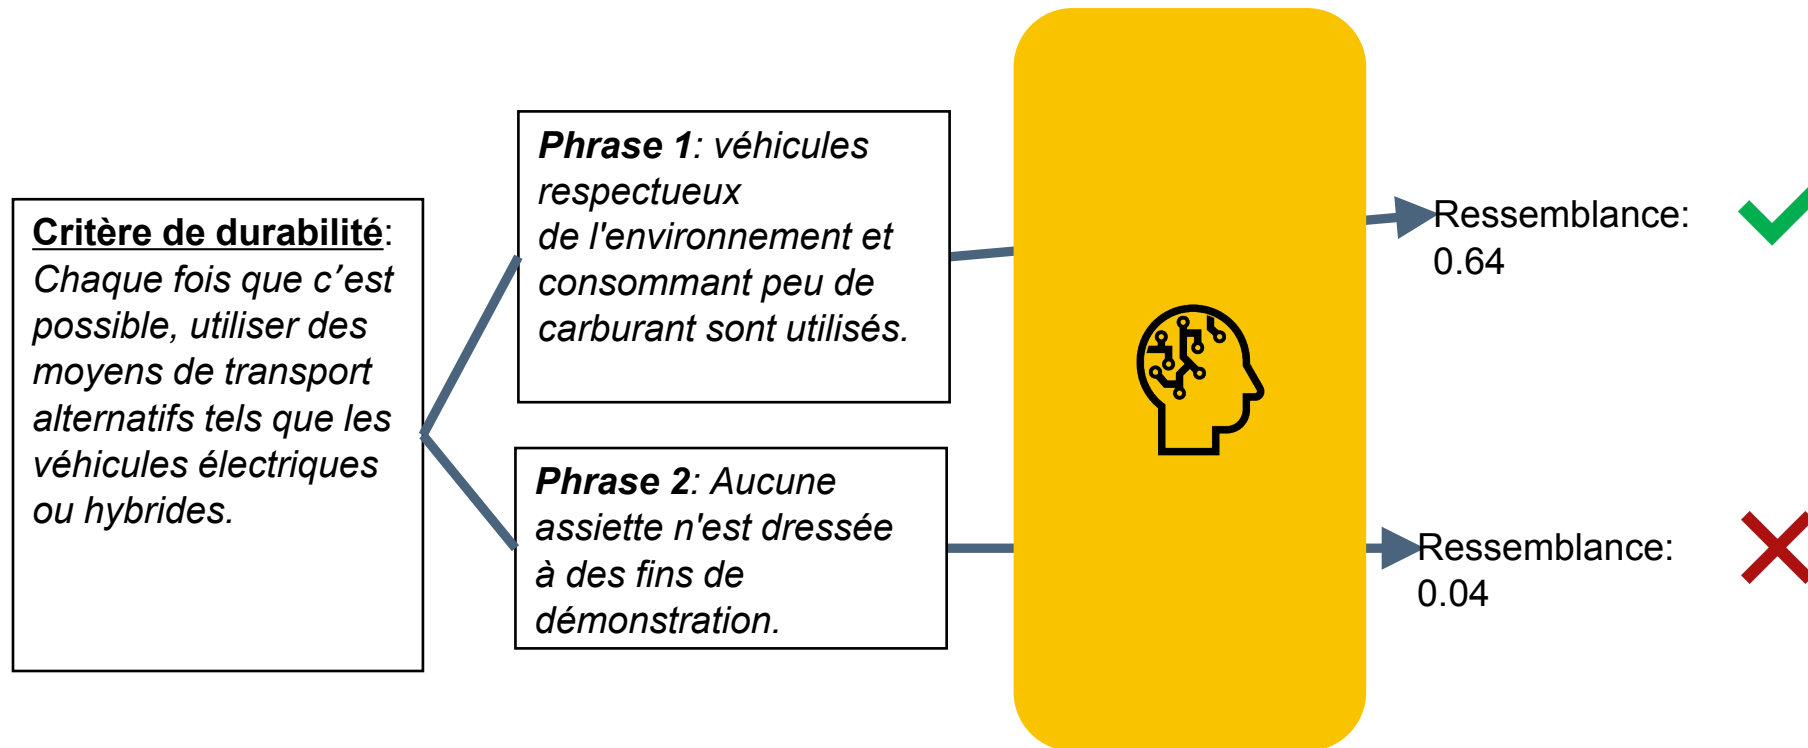 Critère de durabilité:
Chaque fois que c’est
possible, utiliser des
moyens de transport
alternatifs tels que les
véhicules électriques
ou hybrides.
Phrase 1: véhicules
respectueux
de l'environnement et
consommant peu de
carburant sont utilisés.
Phrase 2: Aucune
assiette n'est dressée
à des fins de
démonstration.
Ressemblance:
0.64
Ressemblance:
0.04